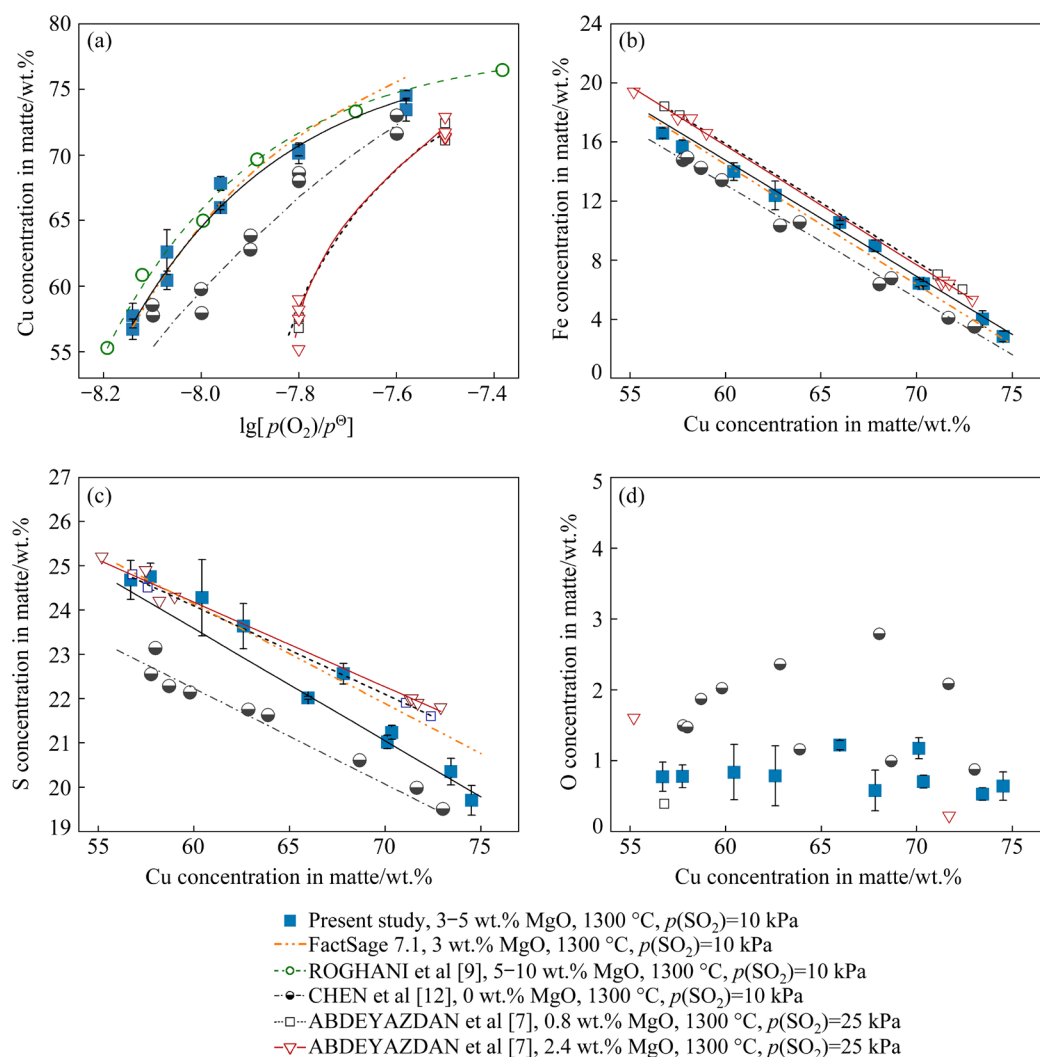 (a)
80
75
70
65
60
55
Cu concentration in matte/wt.%
−8.2 −8.0 −7.8 −7.6 −7.4
lg[p(O₂)/p^Θ]
(b)
24
20
16
12
8
4
0
Fe concentration in matte/wt.%
55 60 65 70 75
Cu concentration in matte/wt.%
(c)
27
26
25
24
23
22
21
20
19
S concentration in matte/wt.%
55 60 65 70 75
Cu concentration in matte/wt.%
(d)
5
4
3
2
1
0
O concentration in matte/wt.%
55 60 65 70 75
Cu concentration in matte/wt.%
Present study, 3−5 wt.% MgO, 1300 °C, p(SO₂)=10 kPa
FactSage 7.1, 3 wt.% MgO, 1300 °C, p(SO₂)=10 kPa
ROGHANI et al [9], 5−10 wt.% MgO, 1300 °C, p(SO₂)=10 kPa
CHEN et al [12], 0 wt.% MgO, 1300 °C, p(SO₂)=10 kPa
ABDEYAZDAN et al [7], 0.8 wt.% MgO, 1300 °C, p(SO₂)=25 kPa
ABDEYAZDAN et al [7], 2.4 wt.% MgO, 1300 °C, p(SO₂)=25 kPa